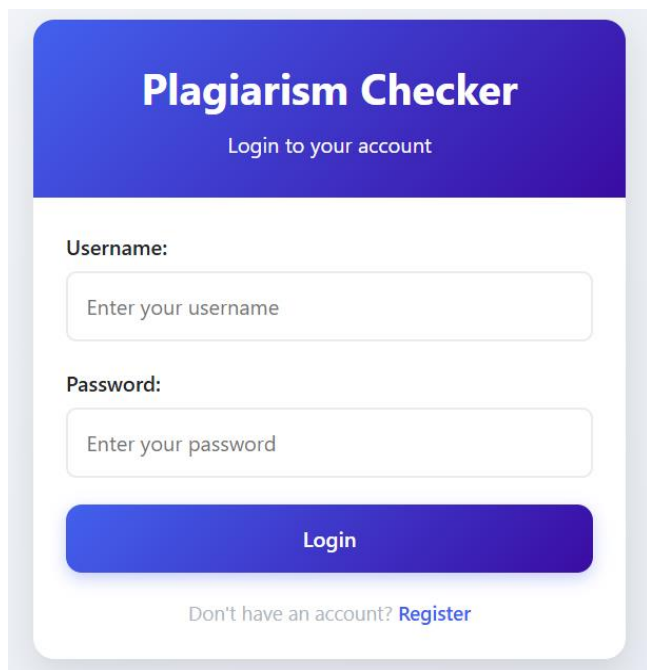 Plagiarism Checker
Login to your account
Username:
Enter your username
Password:
Enter your password
Login
Don't have an account? Register